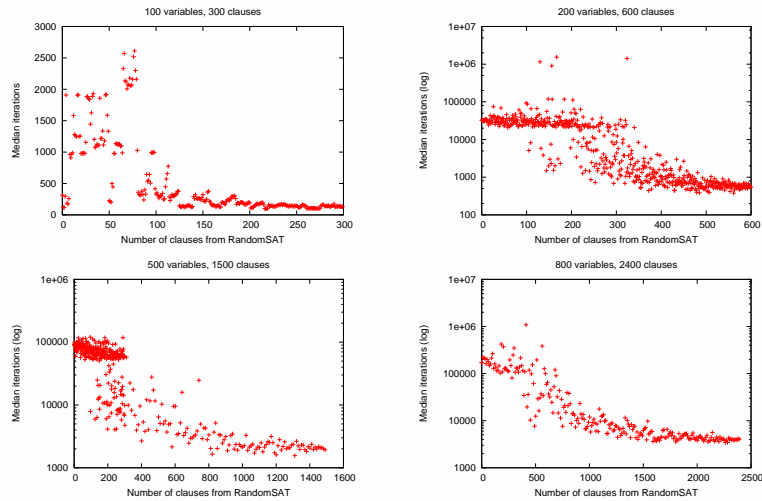 100 variables, 300 clauses
Median iterations
3000
2500
2000
1500
1000
500
0
0 50 100 150 200 250 300
Number of clauses from RandomSAT
200 variables, 600 clauses
Median iterations (log)
1e+07
1e+06
100000
10000
1000
100
0 100 200 300 400 500 600
Number of clauses from RandomSAT
500 variables, 1500 clauses
Median iterations (log)
1e+06
100000
10000
1000
0 200 400 600 800 1000 1200 1400 1600
Number of clauses from RandomSAT
800 variables, 2400 clauses
Median iterations (log)
1e+07
1e+06
100000
10000
1000
0 500 1000 1500 2000 2500
Number of clauses from RandomSAT